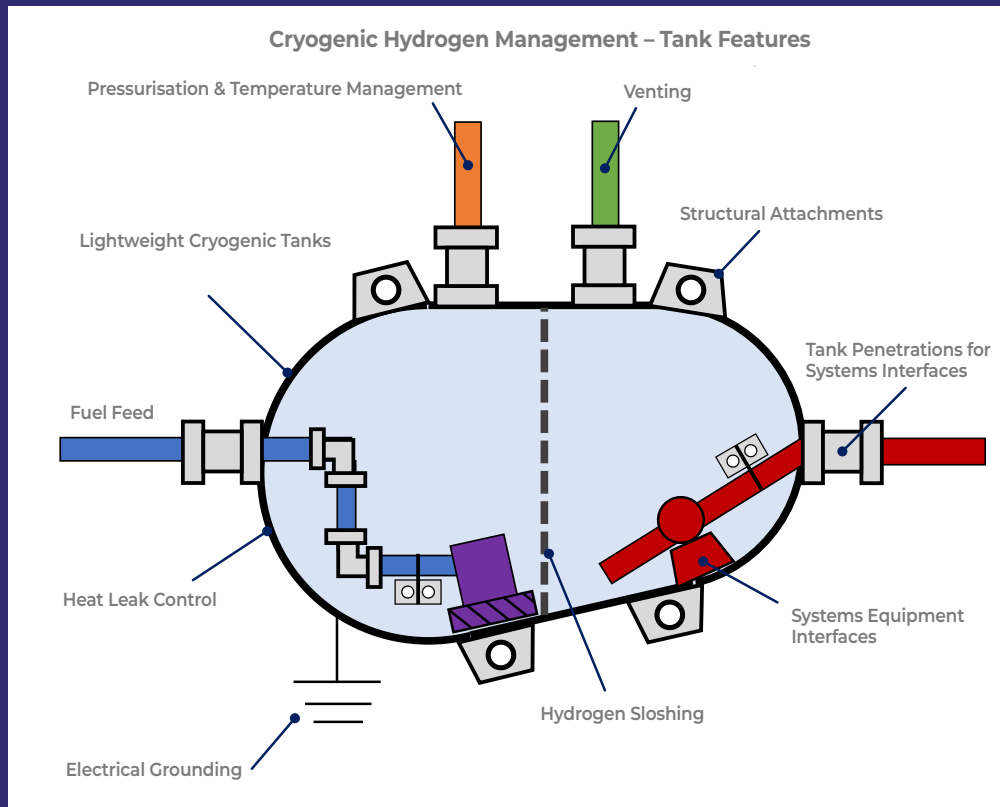 Cryogenic Hydrogen Management – Tank Features
Pressurisation & Temperature Management
Venting
Structural Attachments
Lightweight Cryogenic Tanks
Tank Penetrations for
Systems Interfaces
Fuel Feed
Heat Leak Control
Systems Equipment
Interfaces
Hydrogen Sloshing
Electrical Grounding